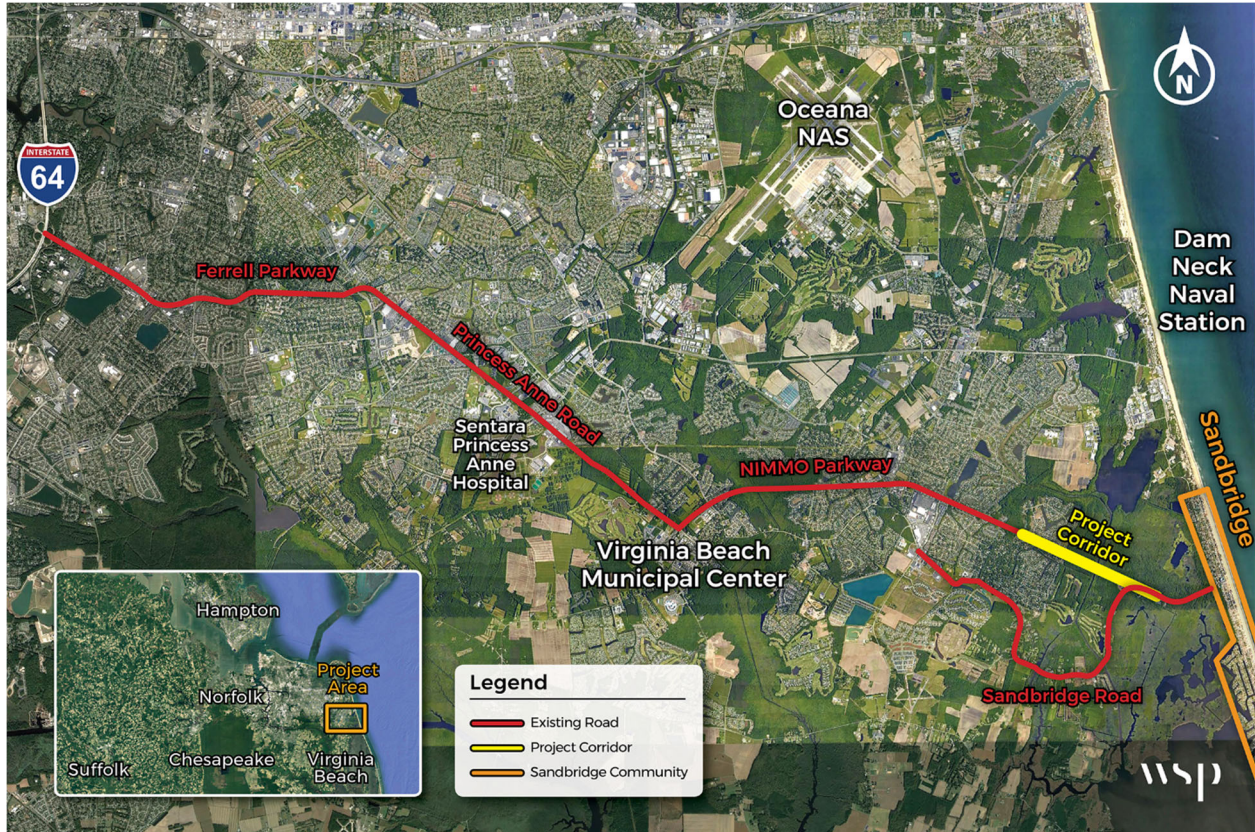 N
Oceana
NAS
INTERSTATE
64
Dam
Neck
Naval
Station
Ferrell Parkway
Princess Anne Road
Sentara
Princess
Anne
Hospital
NIMMO Parkway
Sandbridge
Project
Corridor
Virginia Beach
Municipal Center
Sandbridge Road
Hampton
Project
Area
Norfolk
Chesapeake
Virginia
Beach
Suffolk
Legend
Existing Road
Project Corridor
Sandbridge Community
wsp